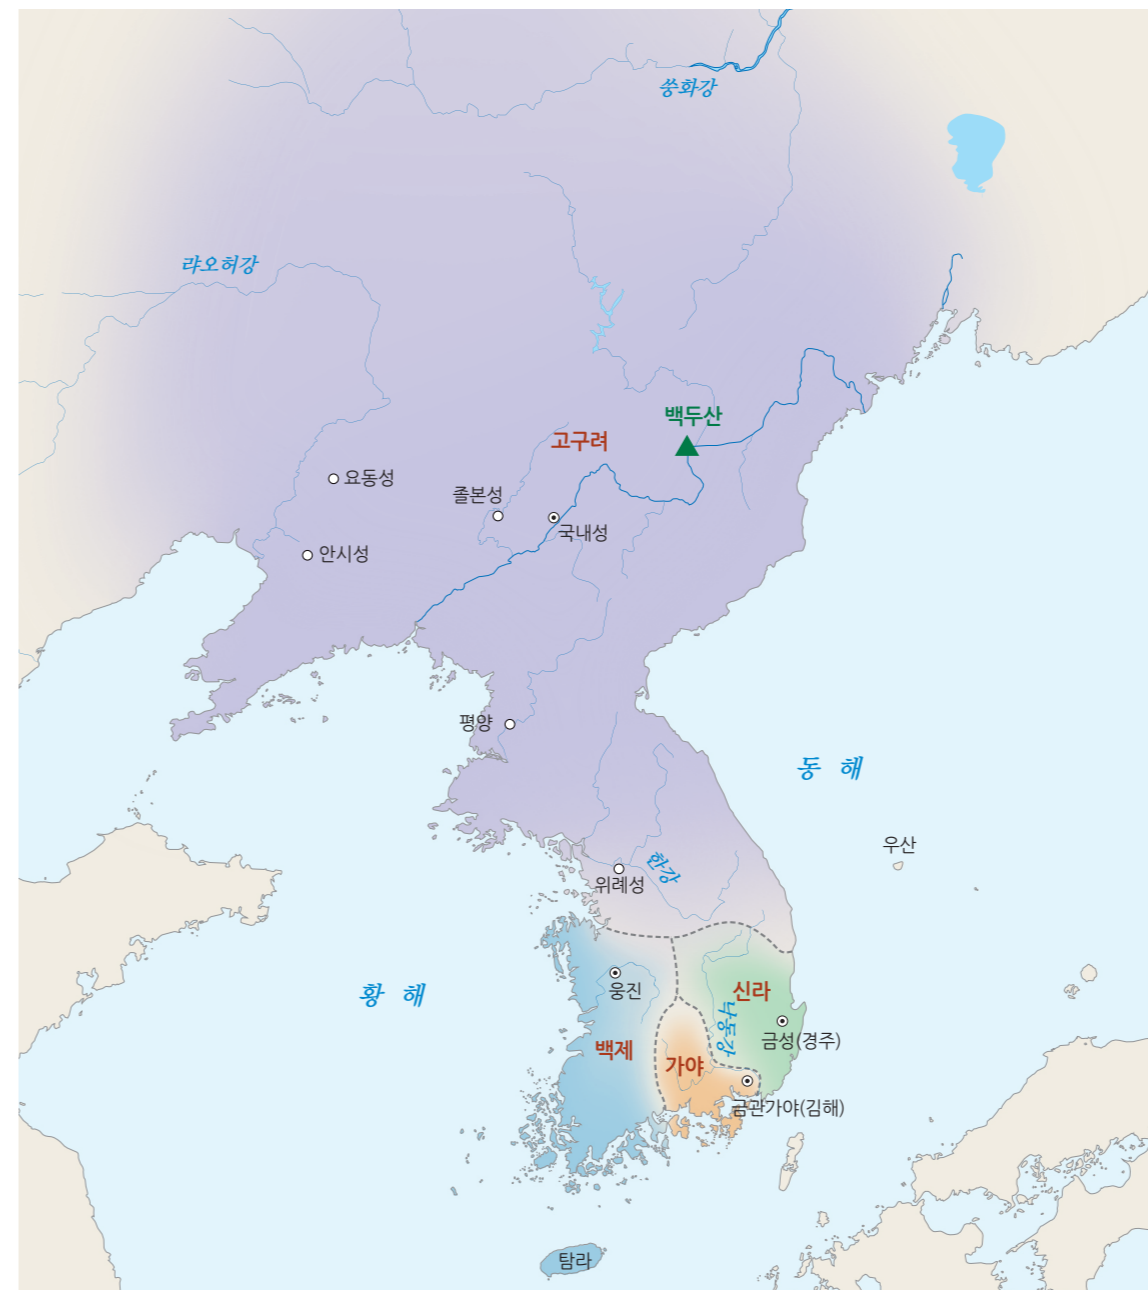 쑹화강
랴오허강
백두산
고구려
요동성
졸본성
국내성
안시성
평양
동 해
우산
한강
위례성
황 해
웅진
신라
낙동강
금성(경주)
백제
가야
금관가야(김해)
탐라